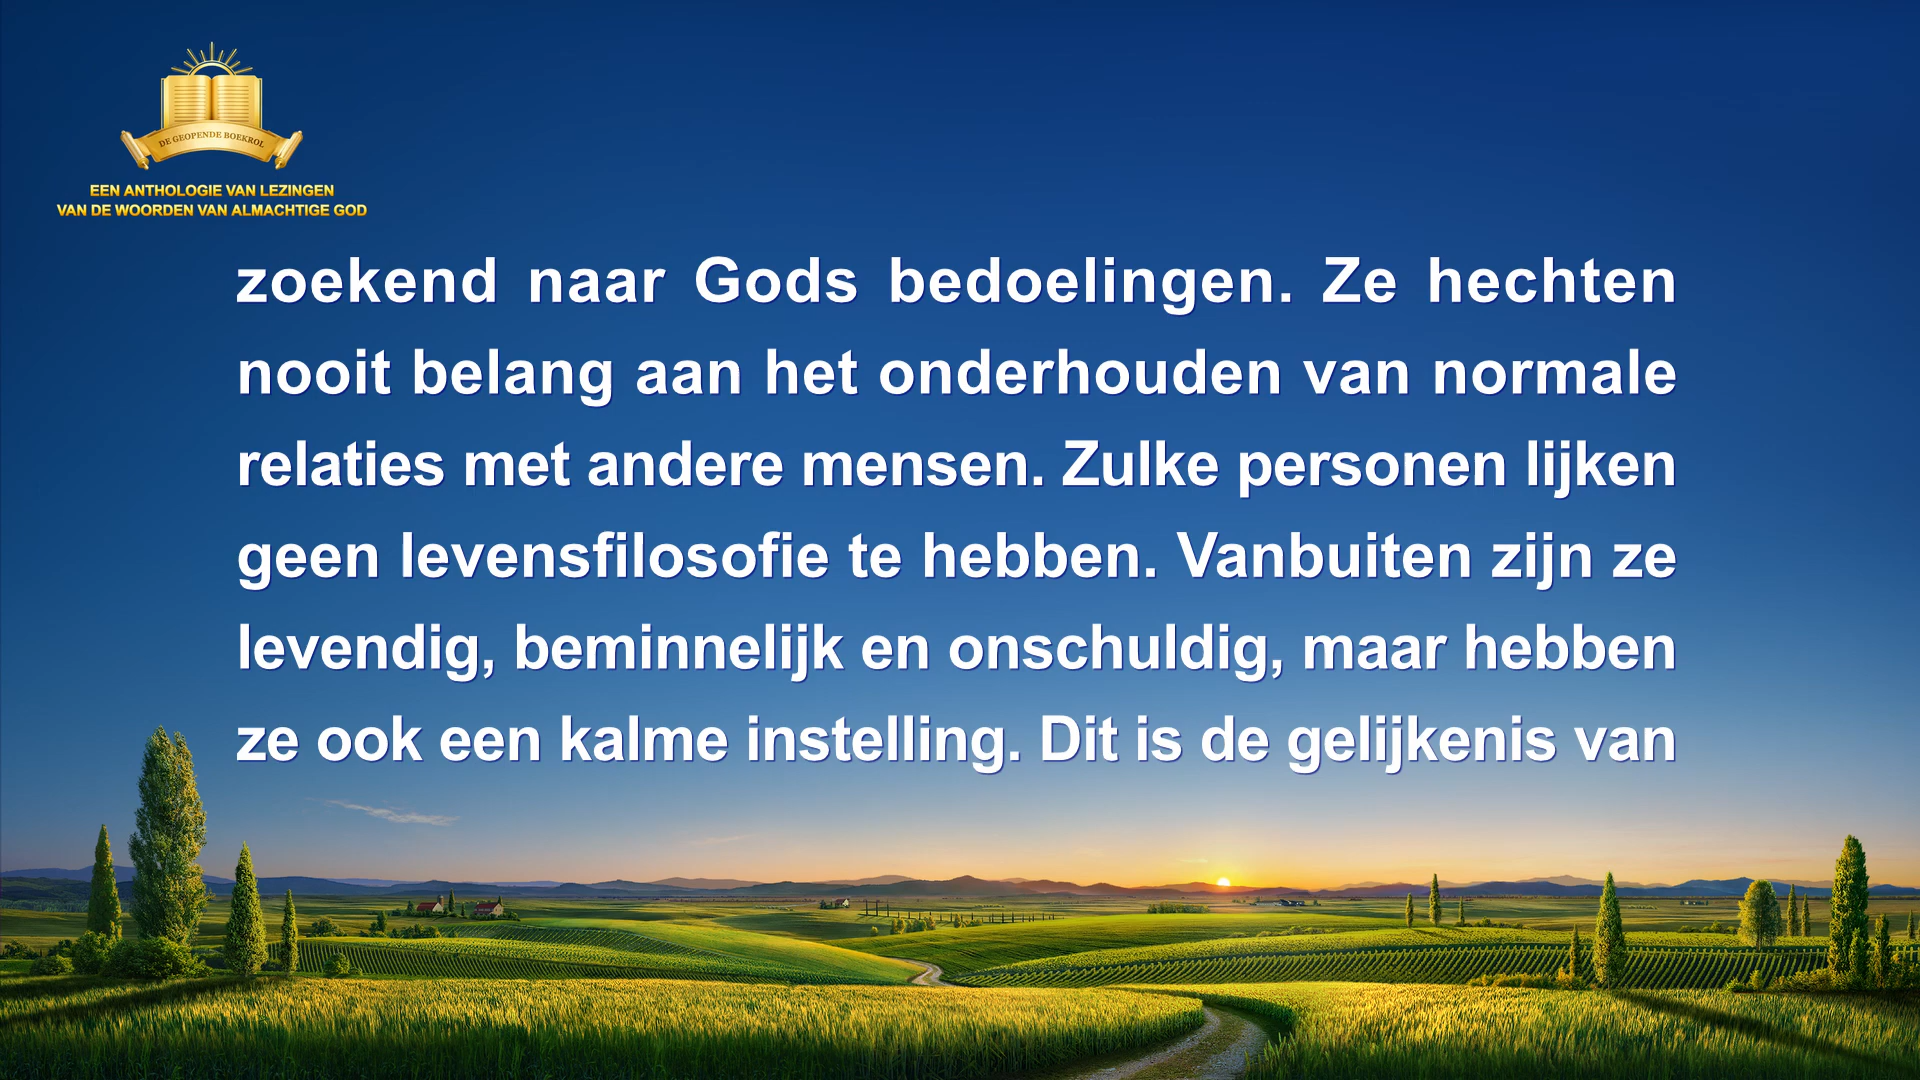 DE GEOPENDE BOEKROL
EEN ANTHOLOGIE VAN LEZINGEN
VAN DE WOORDEN VAN ALMACHTIGE GOD
zoekend naar Gods bedoelingen. Ze hechten
nooit belang aan het onderhouden van normale
relaties met andere mensen. Zulke personen lijken
geen levensfilosofie te hebben. Vanbuiten zijn ze
levendig, beminnelijk en onschuldig, maar hebben
ze ook een kalme instelling. Dit is de gelijkenis van